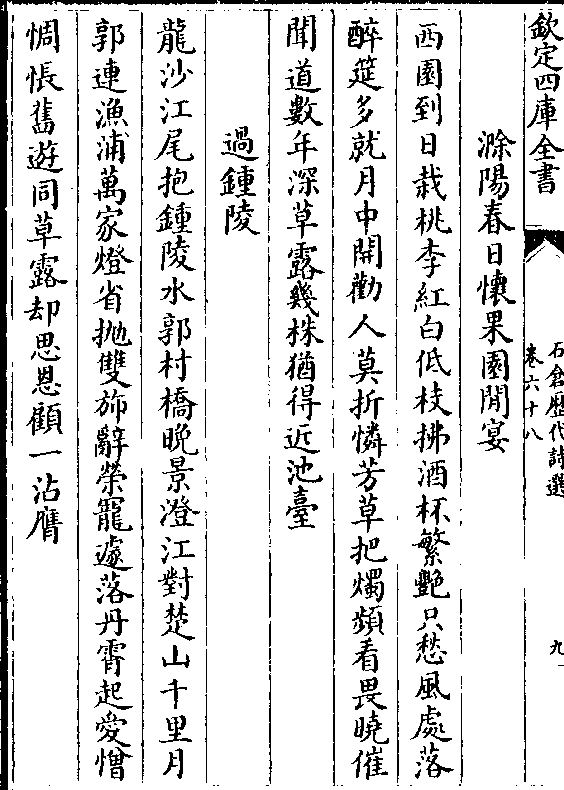 欽定四庫全書
石倉歴代詩選
卷六十八
九
滁陽春日懷果園閒宴
西園到日栽桃李紅白低枝拂酒杯繁艷只愁風處落
醉筵多就月中開勸人莫折憐芳草把燭頻看畏曉催
聞道數年深草露幾株猶得近池臺
過鍾陵
龍沙江尾抱鍾陵水郭村橋晩景澄江對楚山千里月
郭連漁浦萬家燈省抛雙斾辭榮寵遽落丹霄起愛憎
惆悵舊遊同草露却思恩顧一沾膺